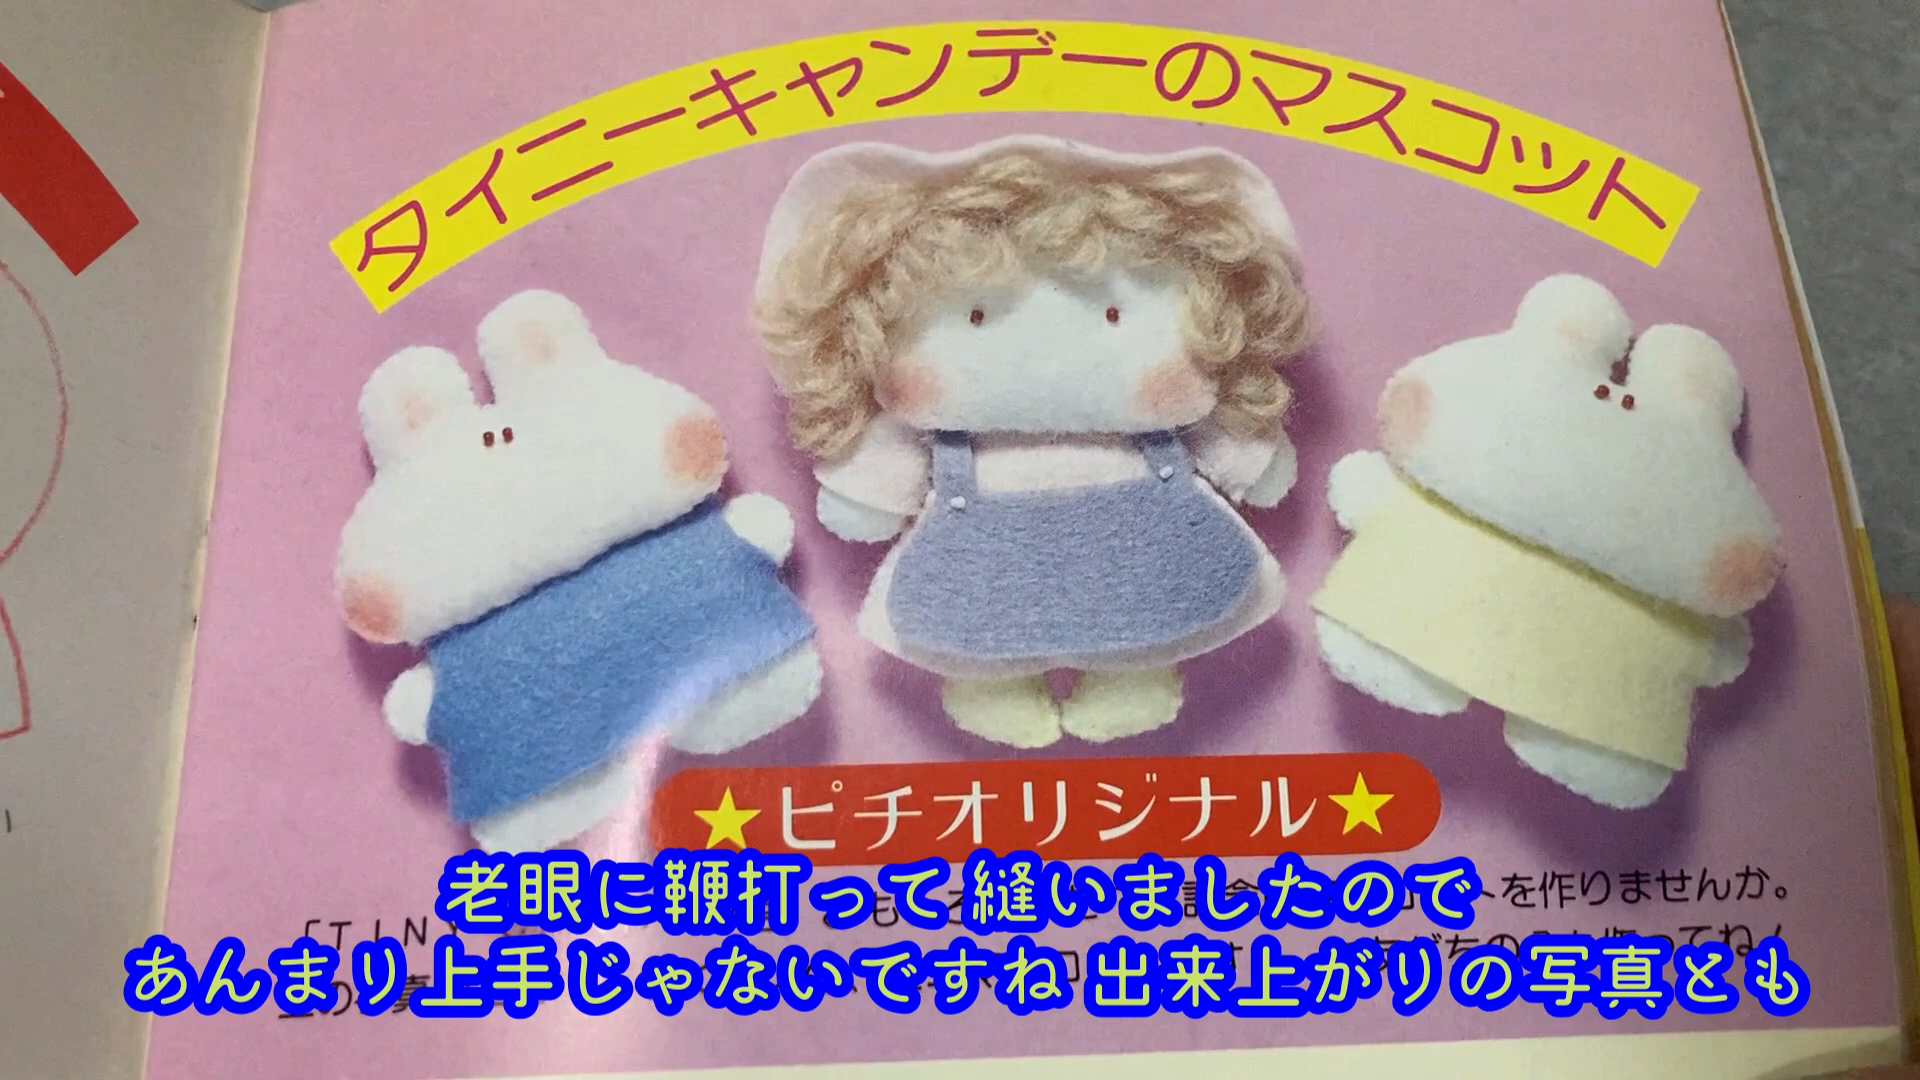 タイニーキャンデーのマスコット
★ピチオリジナル★
「TINY
を作りませんか。
老眼に鞭打って縫いましたので
あんまり上手じゃないですね 出来上がりの写真とも